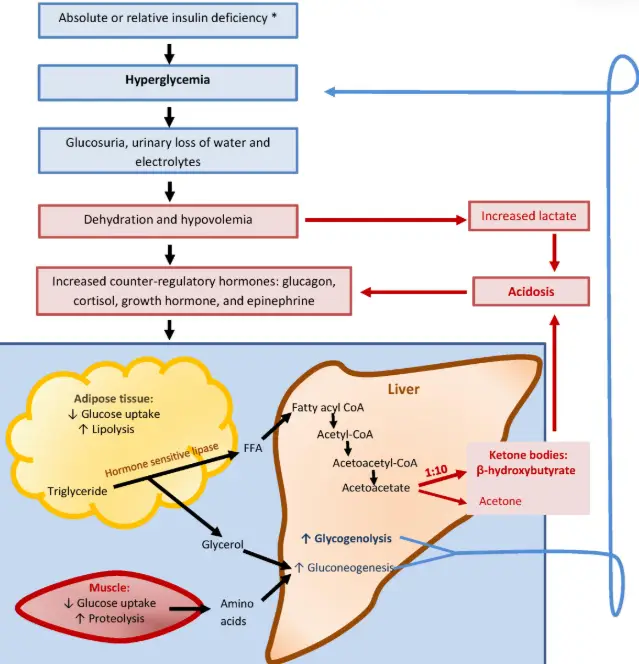 Absolute or relative insulin deficiency *
Hyperglycemia
Glucosuria, urinary loss of water and
electrolytes
Dehydration and hypovolemia
Increased lactate
Increased counter-regulatory hormones: glucagon,
cortisol, growth hormone, and epinephrine
Acidosis
Adipose tissue:
↓ Glucose uptake
↑ Lipolysis
Hormone sensitive lipase
Triglyceride
FFA
Glycerol
Liver
Fatty acyl CoA
Acetyl-CoA
Acetoacetyl-CoA
Acetoacetate
1:10
Ketone bodies:
β-hydroxybutyrate
Acetone
↑ Glycogenolysis
↑ Gluconeogenesis
Muscle:
↓ Glucose uptake
↑ Proteolysis
Amino
acids